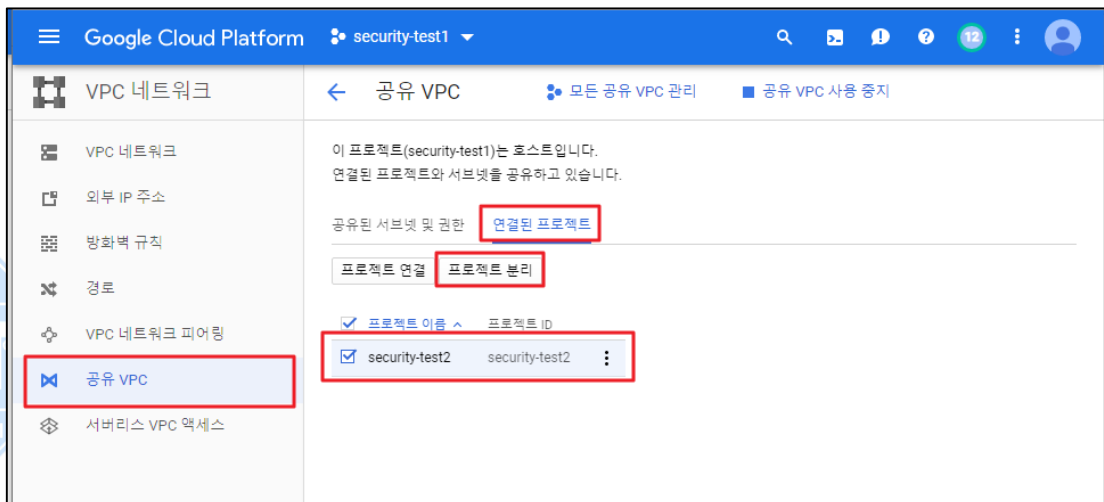 Google Cloud Platform security-test1
12
VPC 네트워크
공유 VPC 모든 공유 VPC 관리 공유 VPC 사용 중지
VPC 네트워크
외부 IP 주소
방화벽 규칙
경로
VPC 네트워크 피어링
공유 VPC
서버리스 VPC 액세스
이 프로젝트(security-test1)는 호스트입니다.
연결된 프로젝트와 서브넷을 공유하고 있습니다.
공유된 서브넷 및 권한 연결된 프로젝트
프로젝트 연결 프로젝트 분리
프로젝트 이름 프로젝트 ID
security-test2 security-test2